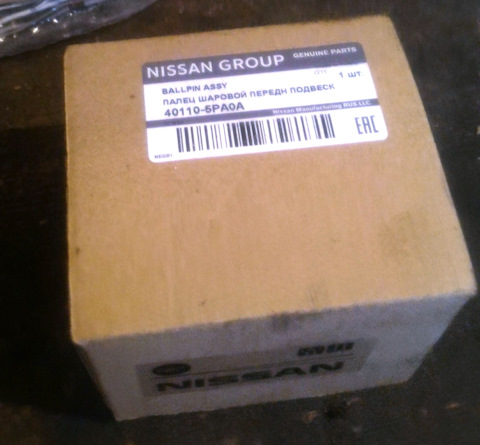 NISSAN GROUP GENUINE PARTS
BALLPIN ASSY 1 шт
ПАЛЕЦ ШАРОВОЙ ПЕРЕДН ПОДВЕСК
40110-5PA0A
Nissan Manufacturing RUS LLC
EAC
NISSAN